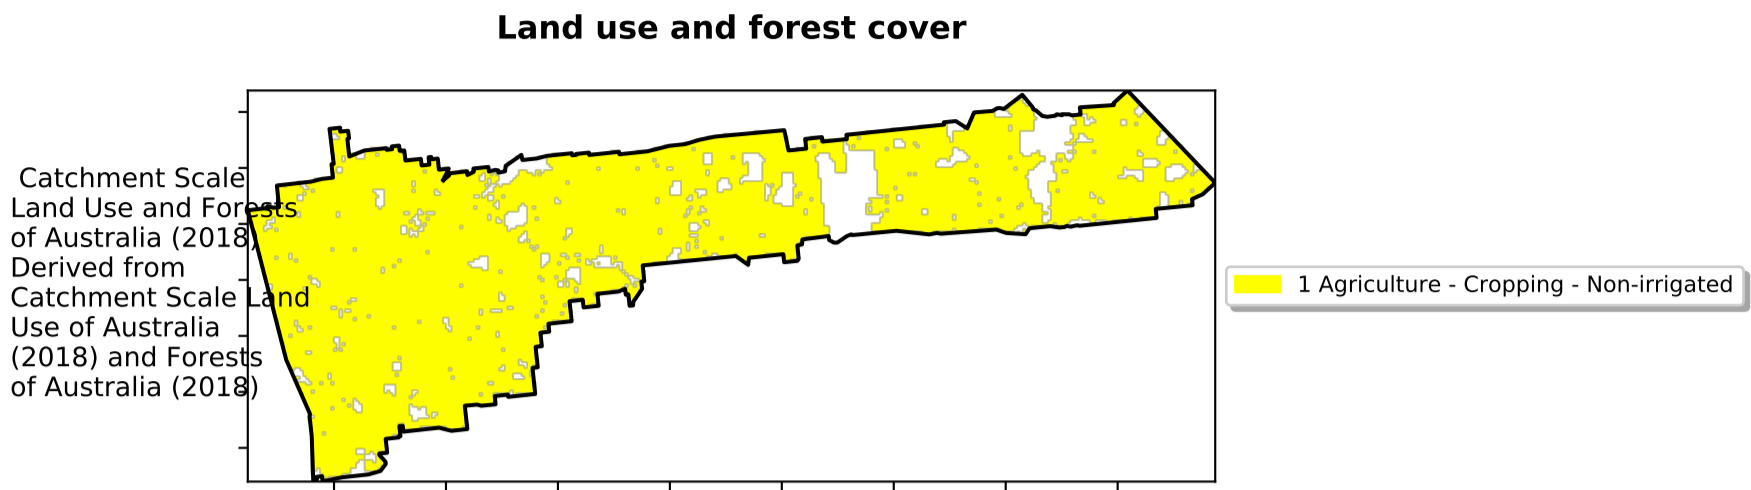 Land use and forest cover
Catchment Scale
Land Use and Forests
of Australia (2018)
Derived from
Catchment Scale Land
Use of Australia
(2018) and Forests
of Australia (2018)
1 Agriculture - Cropping - Non-irrigated